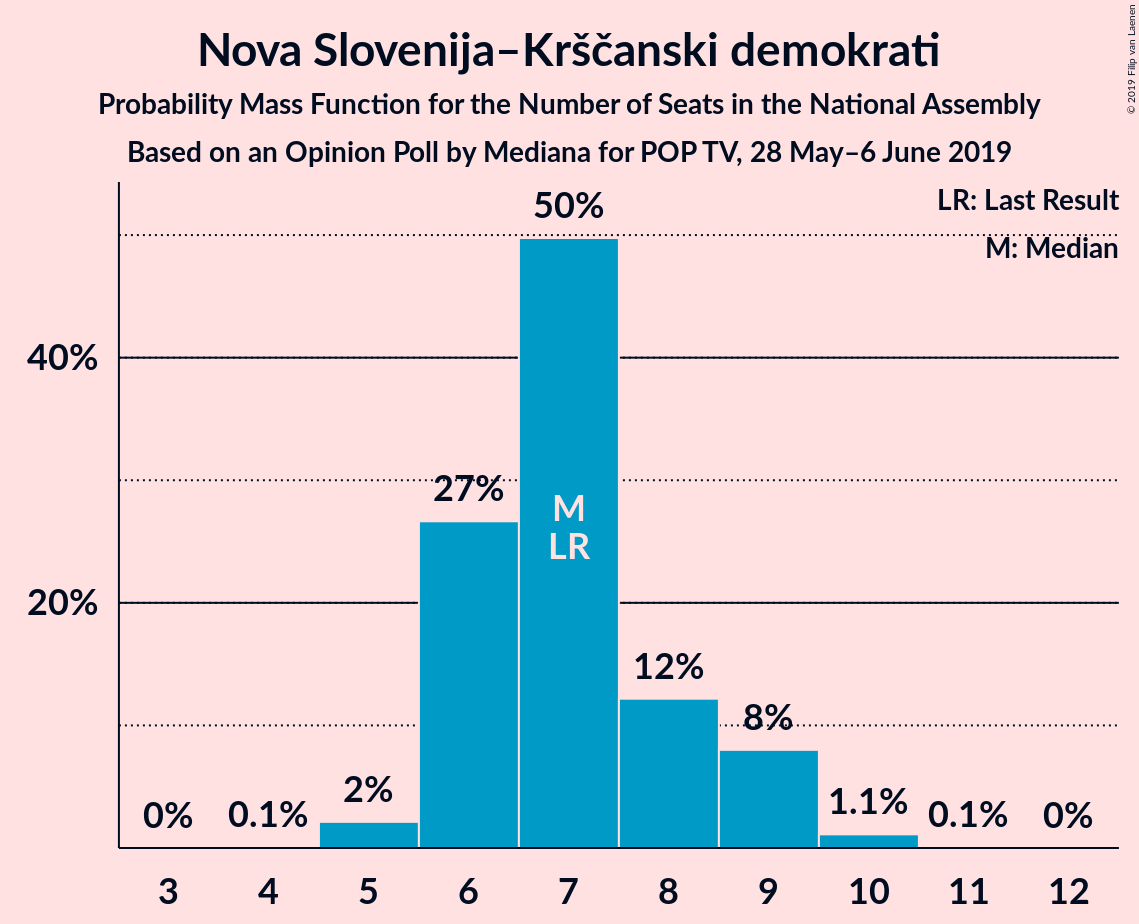 Nova Slovenija–Krščanski demokrati
Probability Mass Function for the Number of Seats in the National Assembly
Based on an Opinion Poll by Mediana for POP TV, 28 May–6 June 2019
© 2019 Filip van Laenen
LR: Last Result
M: Median
50%
40%
27%
M
LR
20%
12%
8%
2%
1.1%
0%
0.1%
0.1%
0%
3 4 5 6 7 8 9 10 11 12